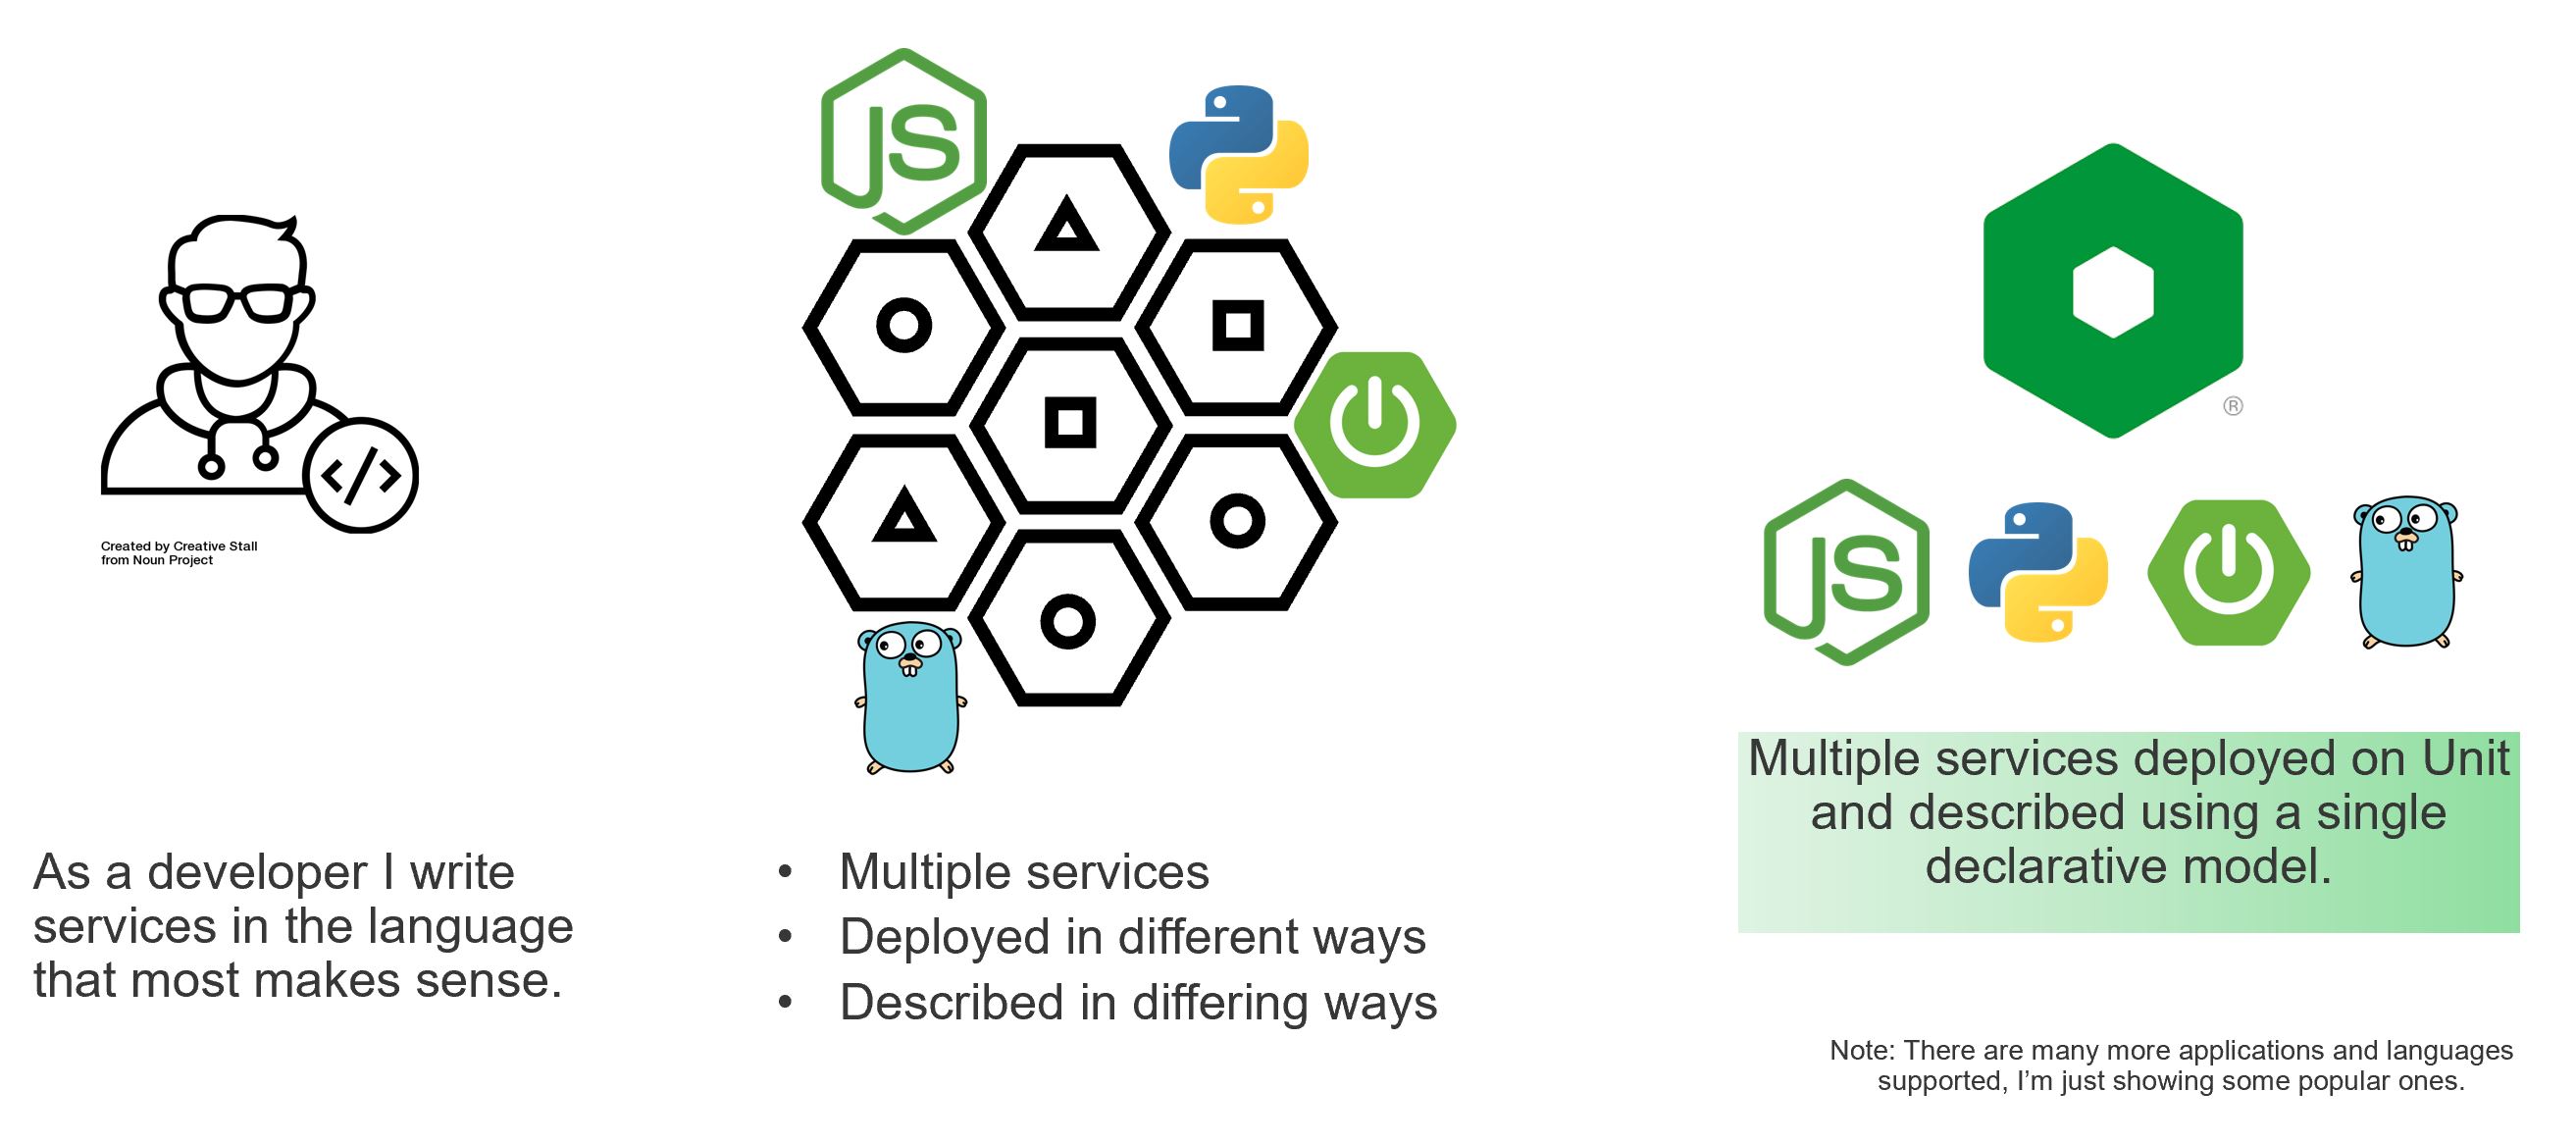 JS
®
</>
Created by Creative Stall
from Noun Project
JS
As a developer I write
services in the language
that most makes sense.
• Multiple services
• Deployed in different ways
• Described in differing ways
Multiple services deployed on Unit
and described using a single
declarative model.
Note: There are many more applications and languages
supported, I'm just showing some popular ones.